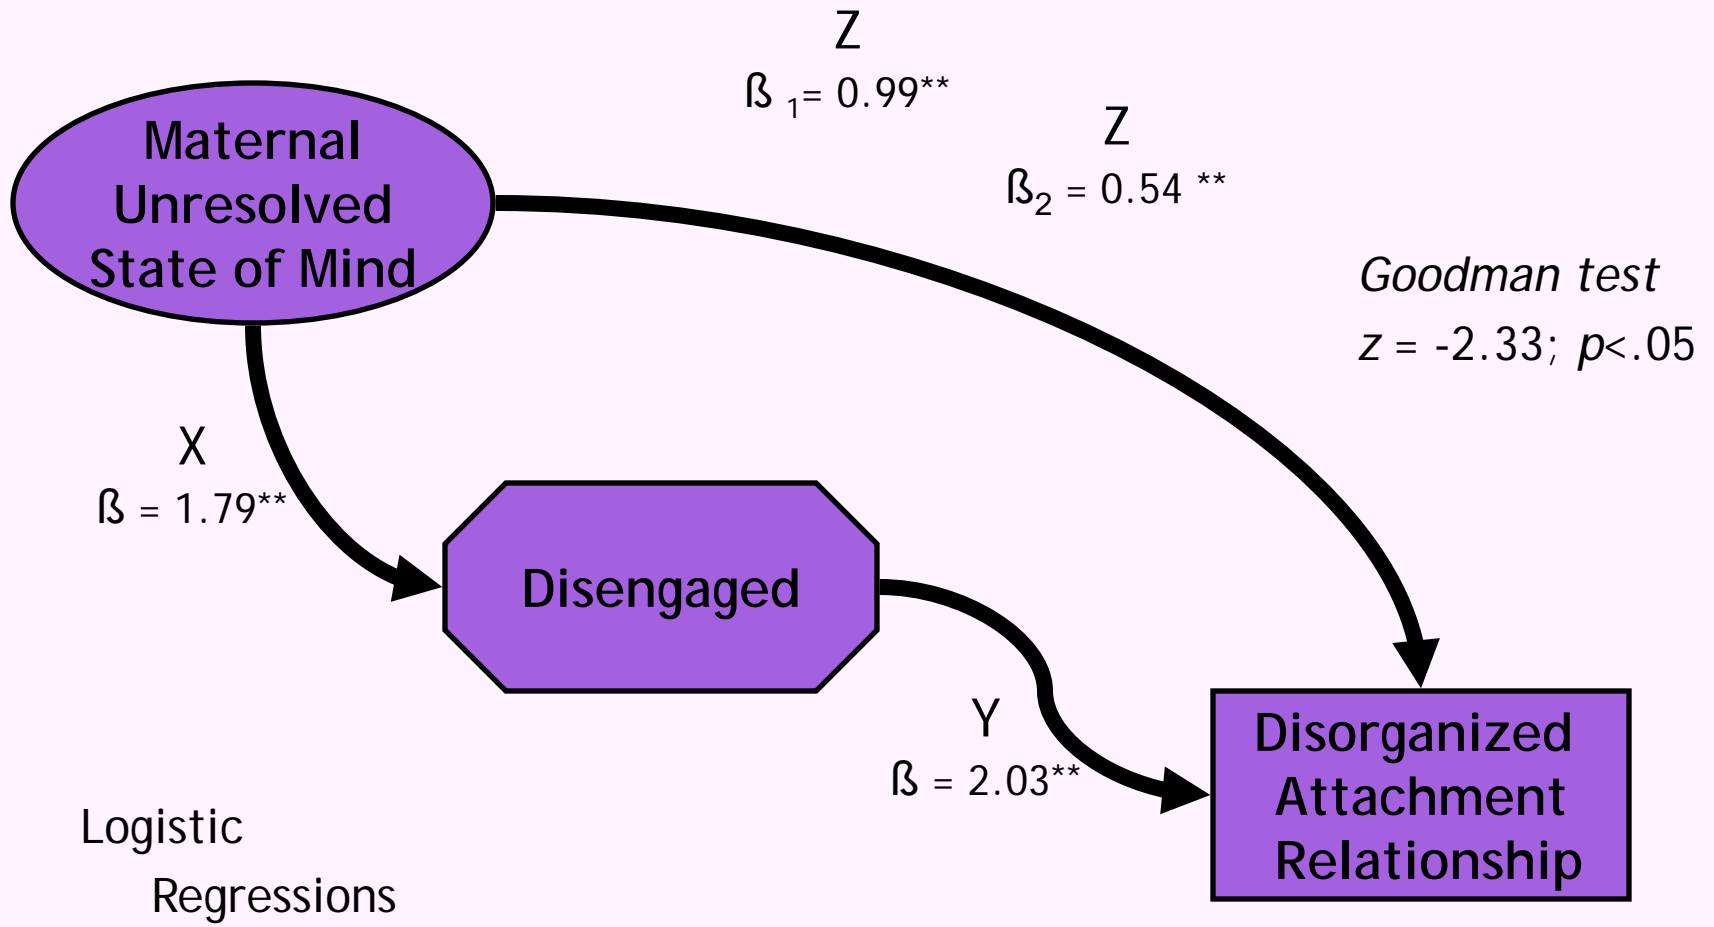 Z
ß 1= 0.99**
Z
ß2 = 0.54 **
Maternal
Unresolved
State of Mind
Goodman test
z = -2.33; p<.05
X
ß = 1.79**
Disengaged
Y
ß = 2.03**
Disorganized
Attachment
Relationship
Logistic
Regressions